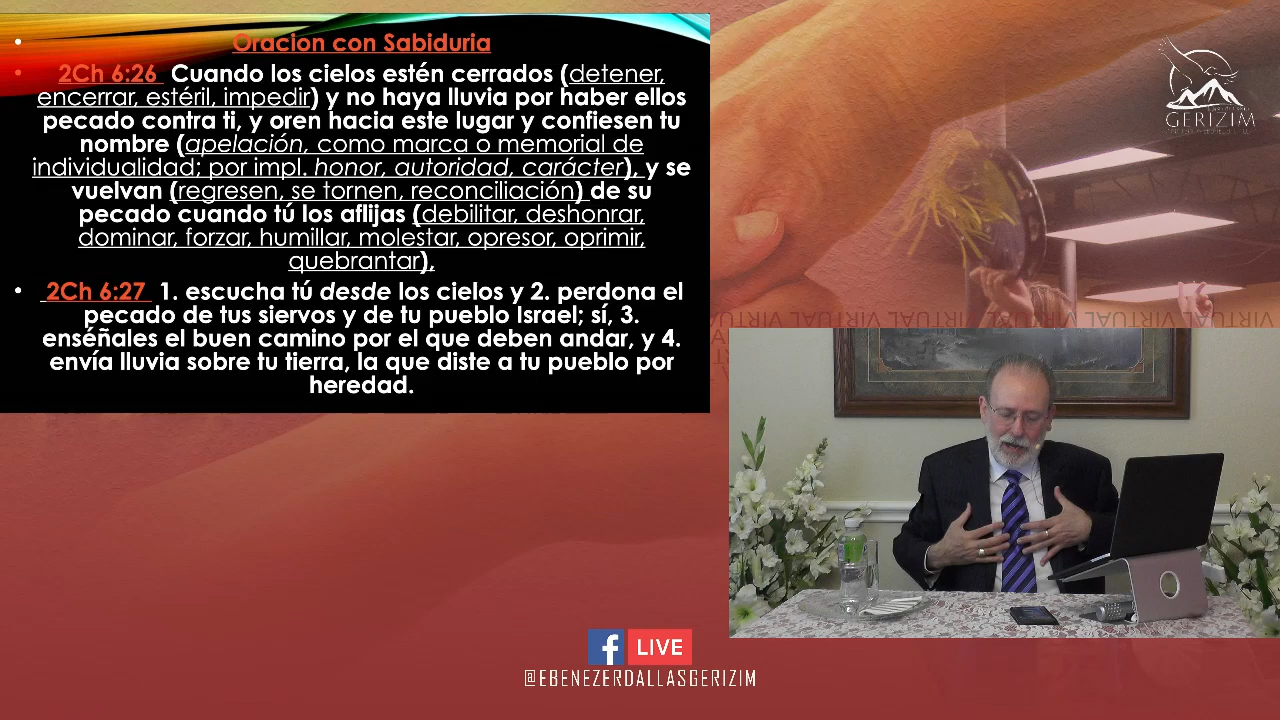 Oracion con Sabiduria
2Ch 6:26 Cuando los cielos estén cerrados (detener,
encerrar, estéril, impedir) y no haya lluvia por haber ellos
pecado contra ti, y oren hacia este lugar y confiesen tu
nombre (apelación, como marca o memorial de
individualidad; por impl. honor, autoridad, carácter), y se
vuelvan (regresen, se tornen, reconciliación) de su
pecado cuando tú los aflijas (debilitar, deshonrar,
dominar, forzar, humillar, molestar, opresor, oprimir,
quebrantar),
2Ch 6:27 1. escucha tú desde los cielos y 2. perdona el
pecado de tus siervos y de tu pueblo Israel; sí, 3.
enséñales el buen camino por el que deben andar, y 4.
envía lluvia sobre tu tierra, la que diste a tu pueblo por
heredad.
GERIZIM
VIRTUAL VIRTUAL VIRTUAL VIRTUAL VIRTUAL
f LIVE
@EBENEZERDALLASGERIZIM